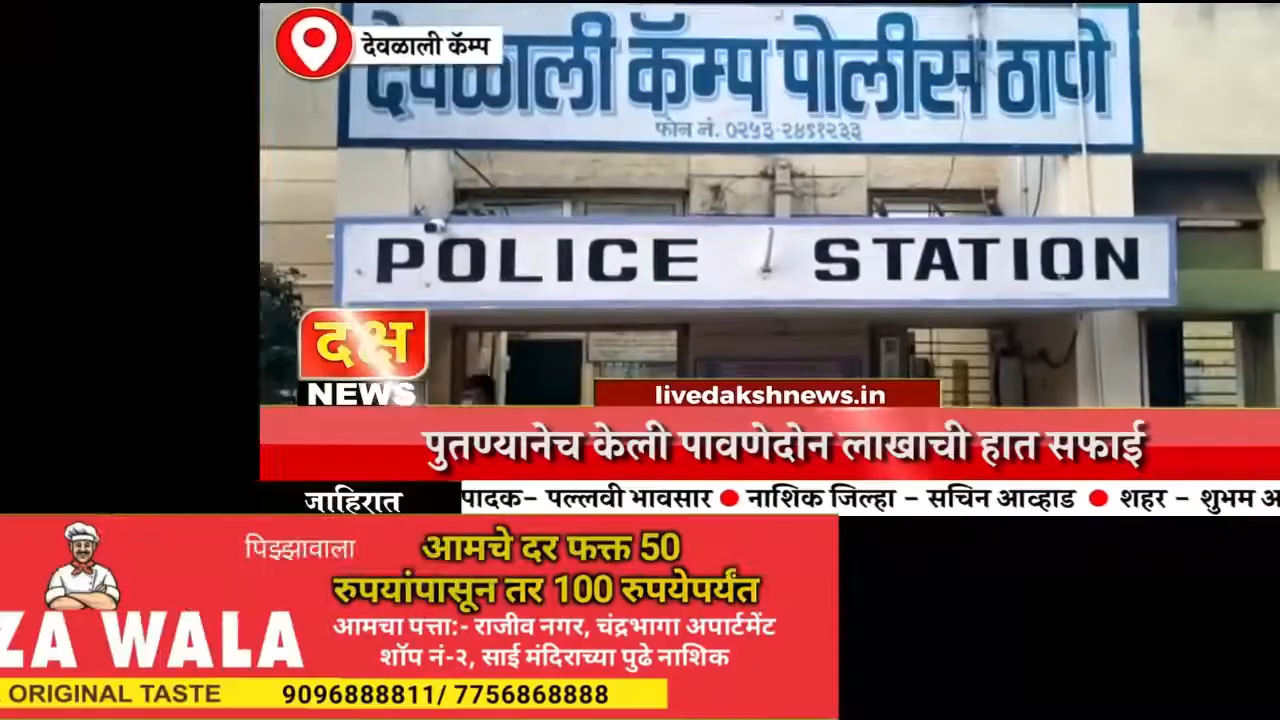 देवळाली कॅम्प
देवळाली कॅम्प पोलीस ठाणे
फोन नं. ०२५३-२४९१२३३
POLICE STATION
दक्ष
NEWS
livedakshnews.in
पुतण्यानेच केली पावणेदोन लाखाची हात सफाई
जाहिरात
पादक– पल्लवी भावसार ● नाशिक जिल्हा – सचिन आव्हाड ● शहर – शुभम अ
पिझ्झावाला
आमचे दर फक्त 50
रुपयांपासून तर 100 रुपयेपर्यंत
ZA WALA
आमचा पत्ता:- राजीव नगर, चंद्रभागा अपार्टमेंट
शॉप नं-२, साई मंदिराच्या पुढे नाशिक
ORIGINAL TASTE
9096888811/ 7756868888